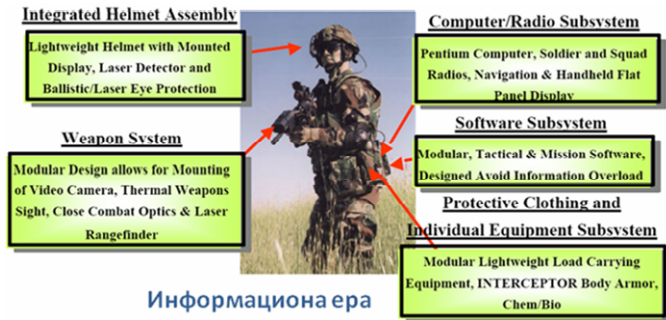 Integrated Helmet Assembly
Lightweight Helmet with Mounted
Display, Laser Detector and
Ballistic/Laser Eye Protection
Weapon System
Modular Design allows for Mounting
of Video Camera, Thermal Weapons
Sight, Close Combat Optics & Laser
Rangefinder
Computer/Radio Subsystem
Pentium Computer, Soldier and Squad
Radios, Navigation & Handheld Flat
Panel Display
Software Subsystem
Modular, Tactical & Mission Software,
Designed Avoid Information Overload
Protective Clothing and
Individual Equipment Subsystem
Modular Lightweight Load Carrying
Equipment, INTERCEPTOR Body Armor,
Chem/Bio
Информациона ера